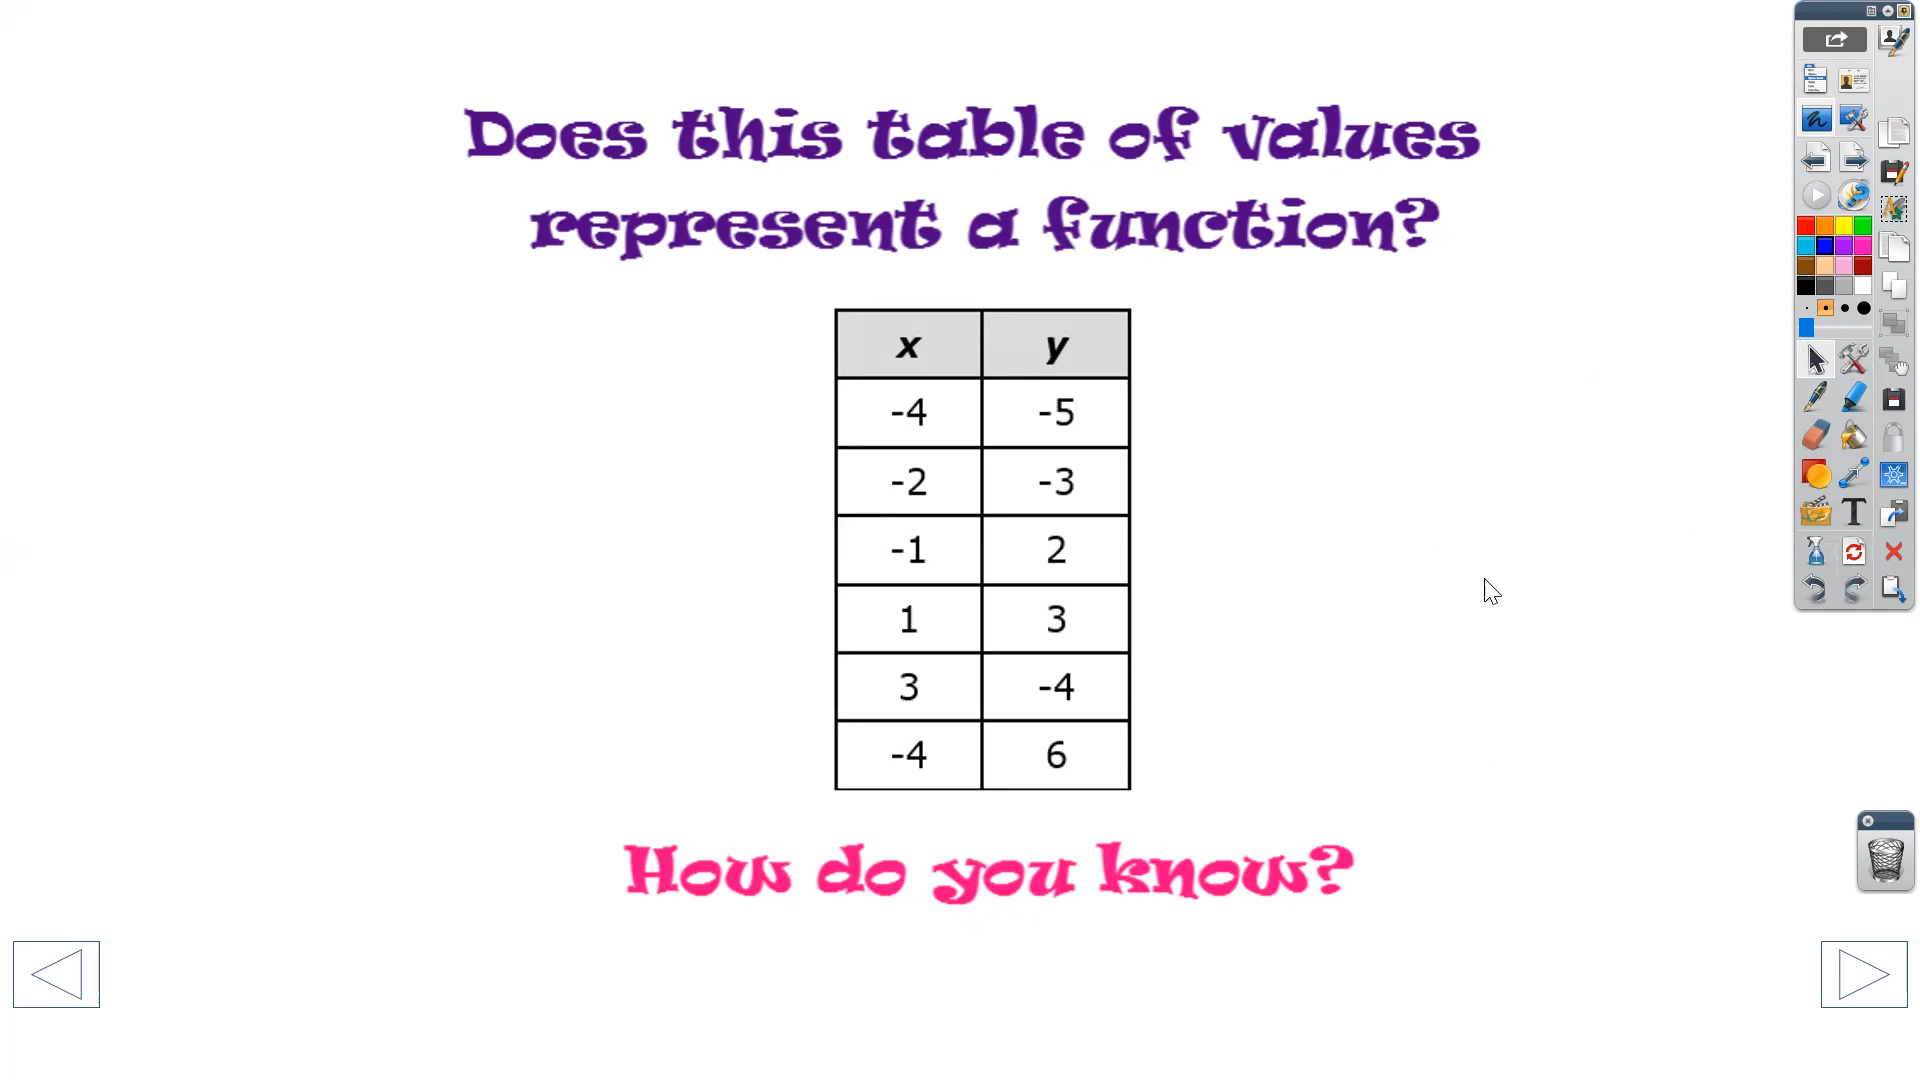 Does this table of values
represent a function?
x y
-4 -5
-2 -3
-1 2
1 3
3 -4
-4 6
How do you know?
T